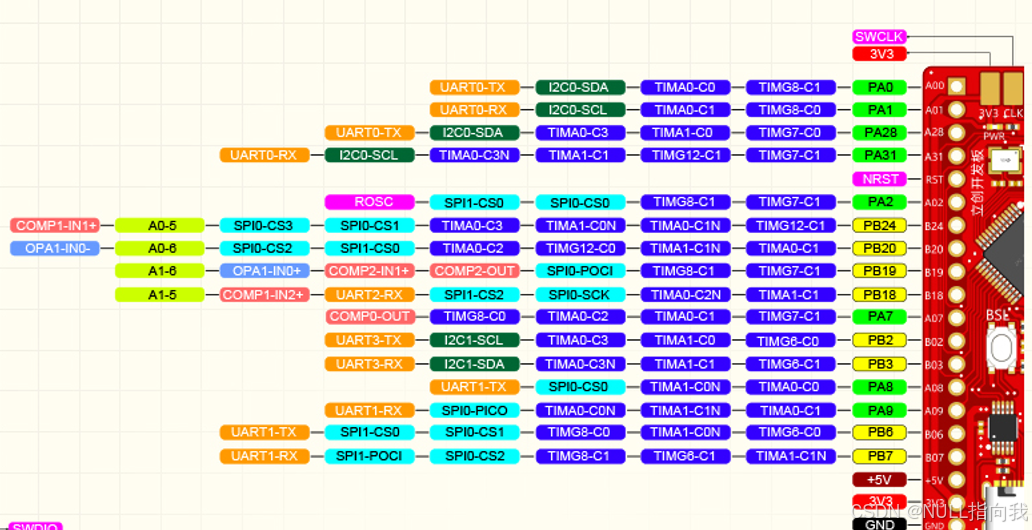 SWCLK
3V3
UART0-TX I2C0-SDA TIMA0-C0 TIMG8-C1 PA0 A00
UART0-RX I2C0-SCL TIMA0-C1 TIMG8-C0 PA1 A01 3V3 CLK
UART0-TX I2C0-SDA TIMA0-C3 TIMA1-C0 TIMG7-C0 PA28 A28 PWR
UART0-RX I2C0-SCL TIMA0-C3N TIMA1-C1 TIMG12-C1 TIMG7-C1 PA31 A31
NRST RST
立创开发板
ROSC SPI1-CS0 SPI0-CS0 TIMG8-C1 TIMG7-C1 PA2 A02
COMP1-IN1+ A0-5 SPI0-CS3 SPI0-CS1 TIMA0-C3 TIMA1-C0N TIMA0-C1N TIMG12-C1 PB24 B24
OPA1-IN0- A0-6 SPI0-CS2 SPI1-CS0 TIMA0-C2 TIMG12-C0 TIMA1-C1N TIMA0-C1 PB20 B20
A1-6 OPA1-IN0+ COMP2-IN1+ COMP2-OUT SPI0-POCI TIMG8-C1 TIMG7-C1 PB19 B19
A1-5 COMP1-IN2+ UART2-RX SPI1-CS2 SPI0-SCK TIMA0-C2N TIMA1-C1 PB18 B18
COMP0-OUT TIMG8-C0 TIMA0-C2 TIMA0-C1 TIMG7-C1 PA7 A07 BSL
UART3-TX I2C1-SCL TIMA0-C3 TIMA1-C0 TIMG6-C0 PB2 B02
UART3-RX I2C1-SDA TIMA0-C3N TIMA1-C1 TIMG6-C1 PB3 B03
UART1-TX SPI0-CS0 TIMA1-C0N TIMA0-C0 PA8 A08
UART1-RX SPI0-PICO TIMA0-C0N TIMA1-C1N TIMA0-C1 PA9 A09
UART1-TX SPI1-CS0 SPI0-CS1 TIMG8-C0 TIMA1-C0N TIMG6-C0 PB6 B06
UART1-RX SPI1-POCI SPI0-CS2 TIMG8-C1 TIMG6-C1 TIMA1-C1N PB7 B07
+5V +5V
3V3 3V3
CSDN @NULL指向我
SWDIO GND GND